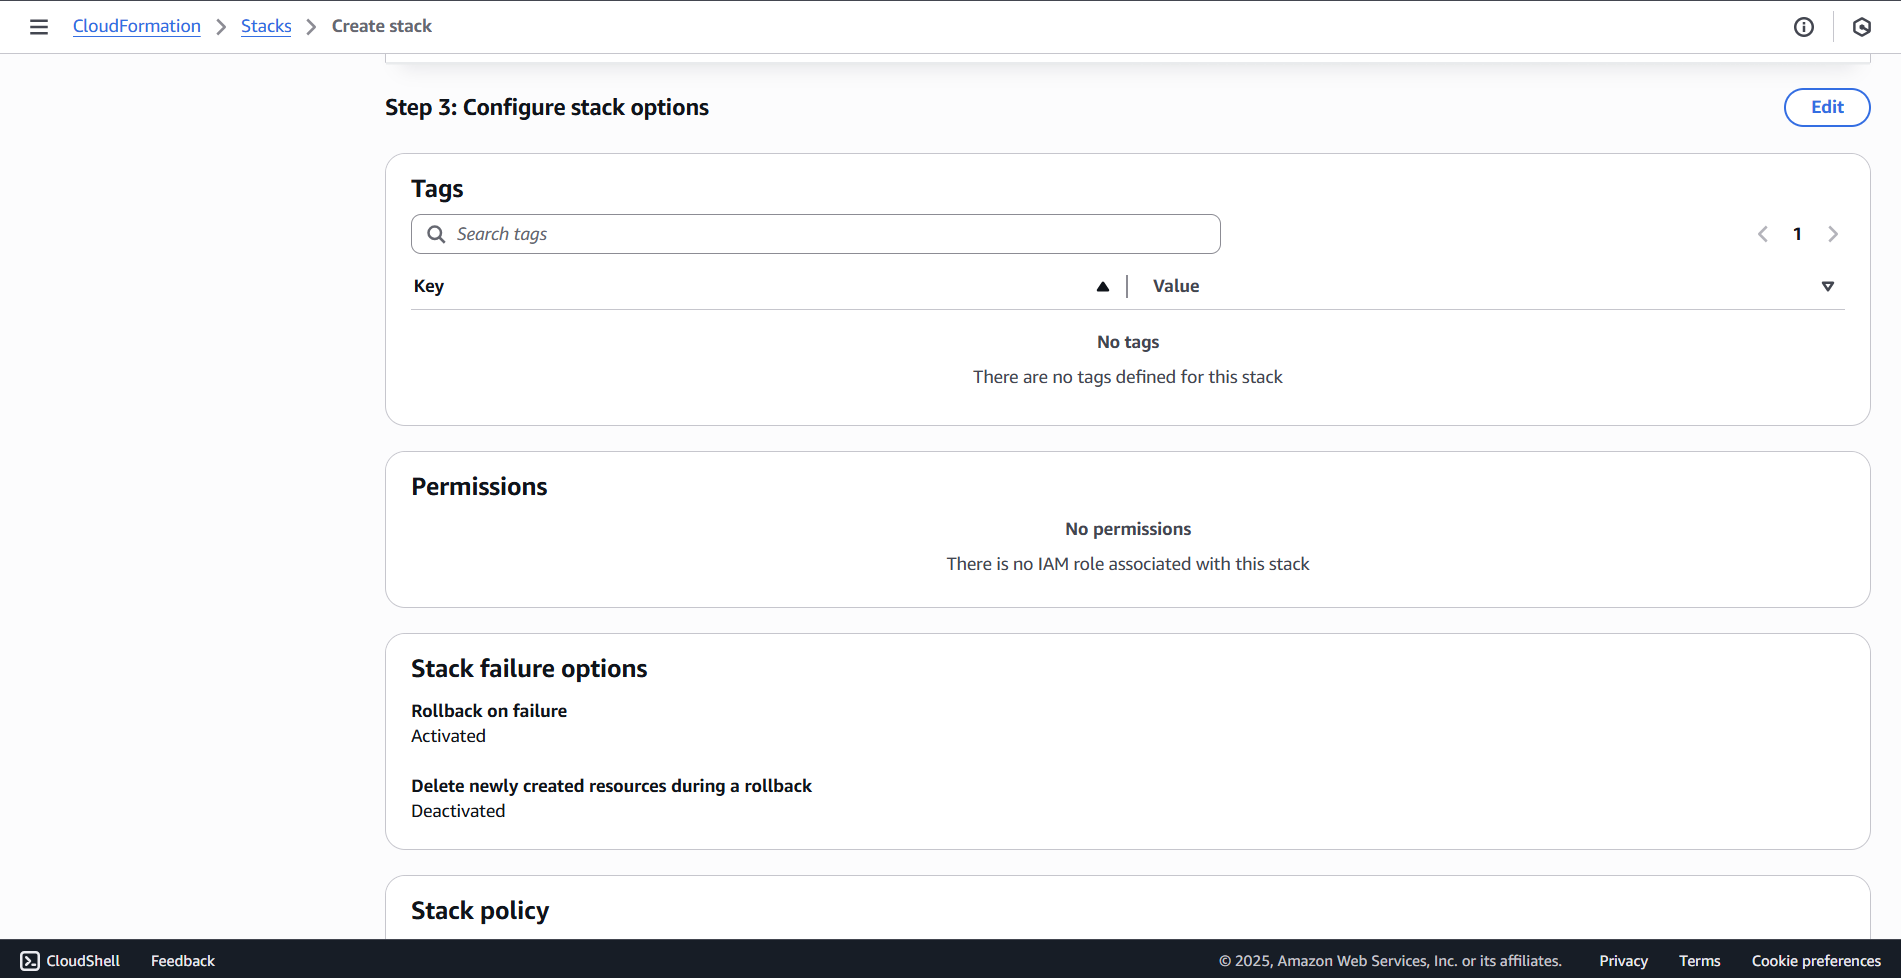 CloudFormation Stacks Create stack
Step 3: Configure stack options
Edit
Tags
Search tags
1
Key Value
No tags
There are no tags defined for this stack
Permissions
No permissions
There is no IAM role associated with this stack
Stack failure options
Rollback on failure
Activated
Delete newly created resources during a rollback
Deactivated
Stack policy
CloudShell Feedback © 2025, Amazon Web Services, Inc. or its affiliates. Privacy Terms Cookie preferences